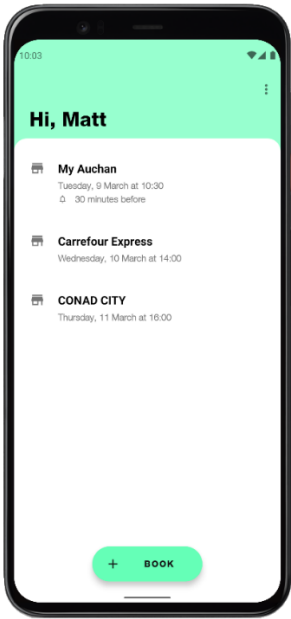 10:03
Hi, Matt
My Auchan
Tuesday, 9 March at 10:30
30 minutes before
Carrefour Express
Wednesday, 10 March at 14:00
CONAD CITY
Thursday, 11 March at 16:00
+ BOOK